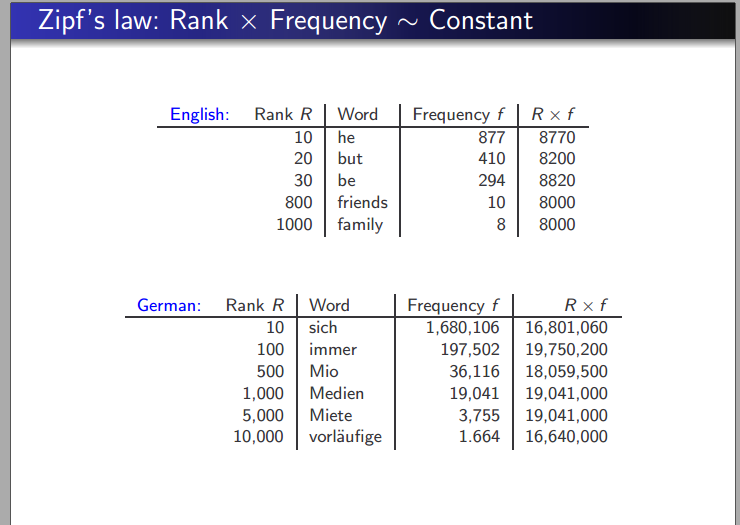 Zipf's law: Rank × Frequency ∼ Constant
English: Rank R Word Frequency f R × f
10 he 877 8770
20 but 410 8200
30 be 294 8820
800 friends 10 8000
1000 family 8 8000
German: Rank R Word Frequency f R × f
10 sich 1,680,106 16,801,060
100 immer 197,502 19,750,200
500 Mio 36,116 18,059,500
1,000 Medien 19,041 19,041,000
5,000 Miete 3,755 19,041,000
10,000 vorläufige 1.664 16,640,000